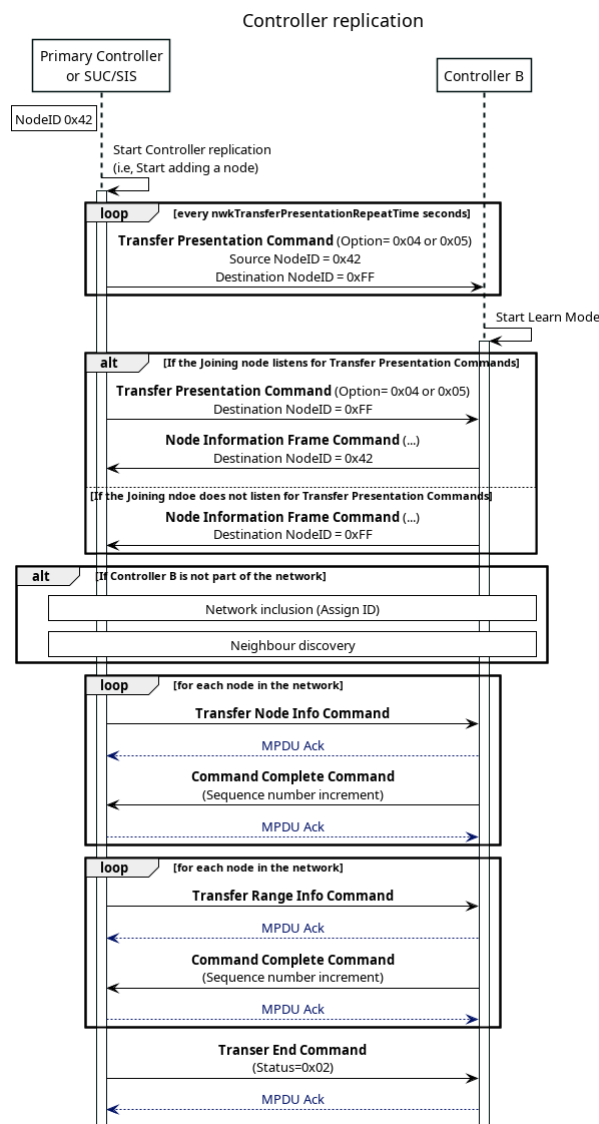 Controller replication
Primary Controller
or SUC/SIS
Controller B
NodeID 0x42
Start Controller replication
(i.e, Start adding a node)
loop [every nwkTransferPresentationRepeatTime seconds]
Transfer Presentation Command (Option= 0x04 or 0x05)
Source NodeID = 0x42
Destination NodeID = 0xFF
Start Learn Mode
alt [If the Joining node listens for Transfer Presentation Commands]
Transfer Presentation Command (Option= 0x04 or 0x05)
Destination NodeID = 0xFF
Node Information Frame Command (...)
Destination NodeID = 0x42
[If the Joining ndoe does not listen for Transfer Presentation Commands]
Node Information Frame Command (...)
Destination NodeID = 0xFF
alt [If Controller B is not part of the network]
Network inclusion (Assign ID)
Neighbour discovery
loop [for each node in the network]
Transfer Node Info Command
MPDU Ack
Command Complete Command
(Sequence number increment)
MPDU Ack
loop [for each node in the network]
Transfer Range Info Command
MPDU Ack
Command Complete Command
(Sequence number increment)
MPDU Ack
Transer End Command
(Status=0x02)
MPDU Ack